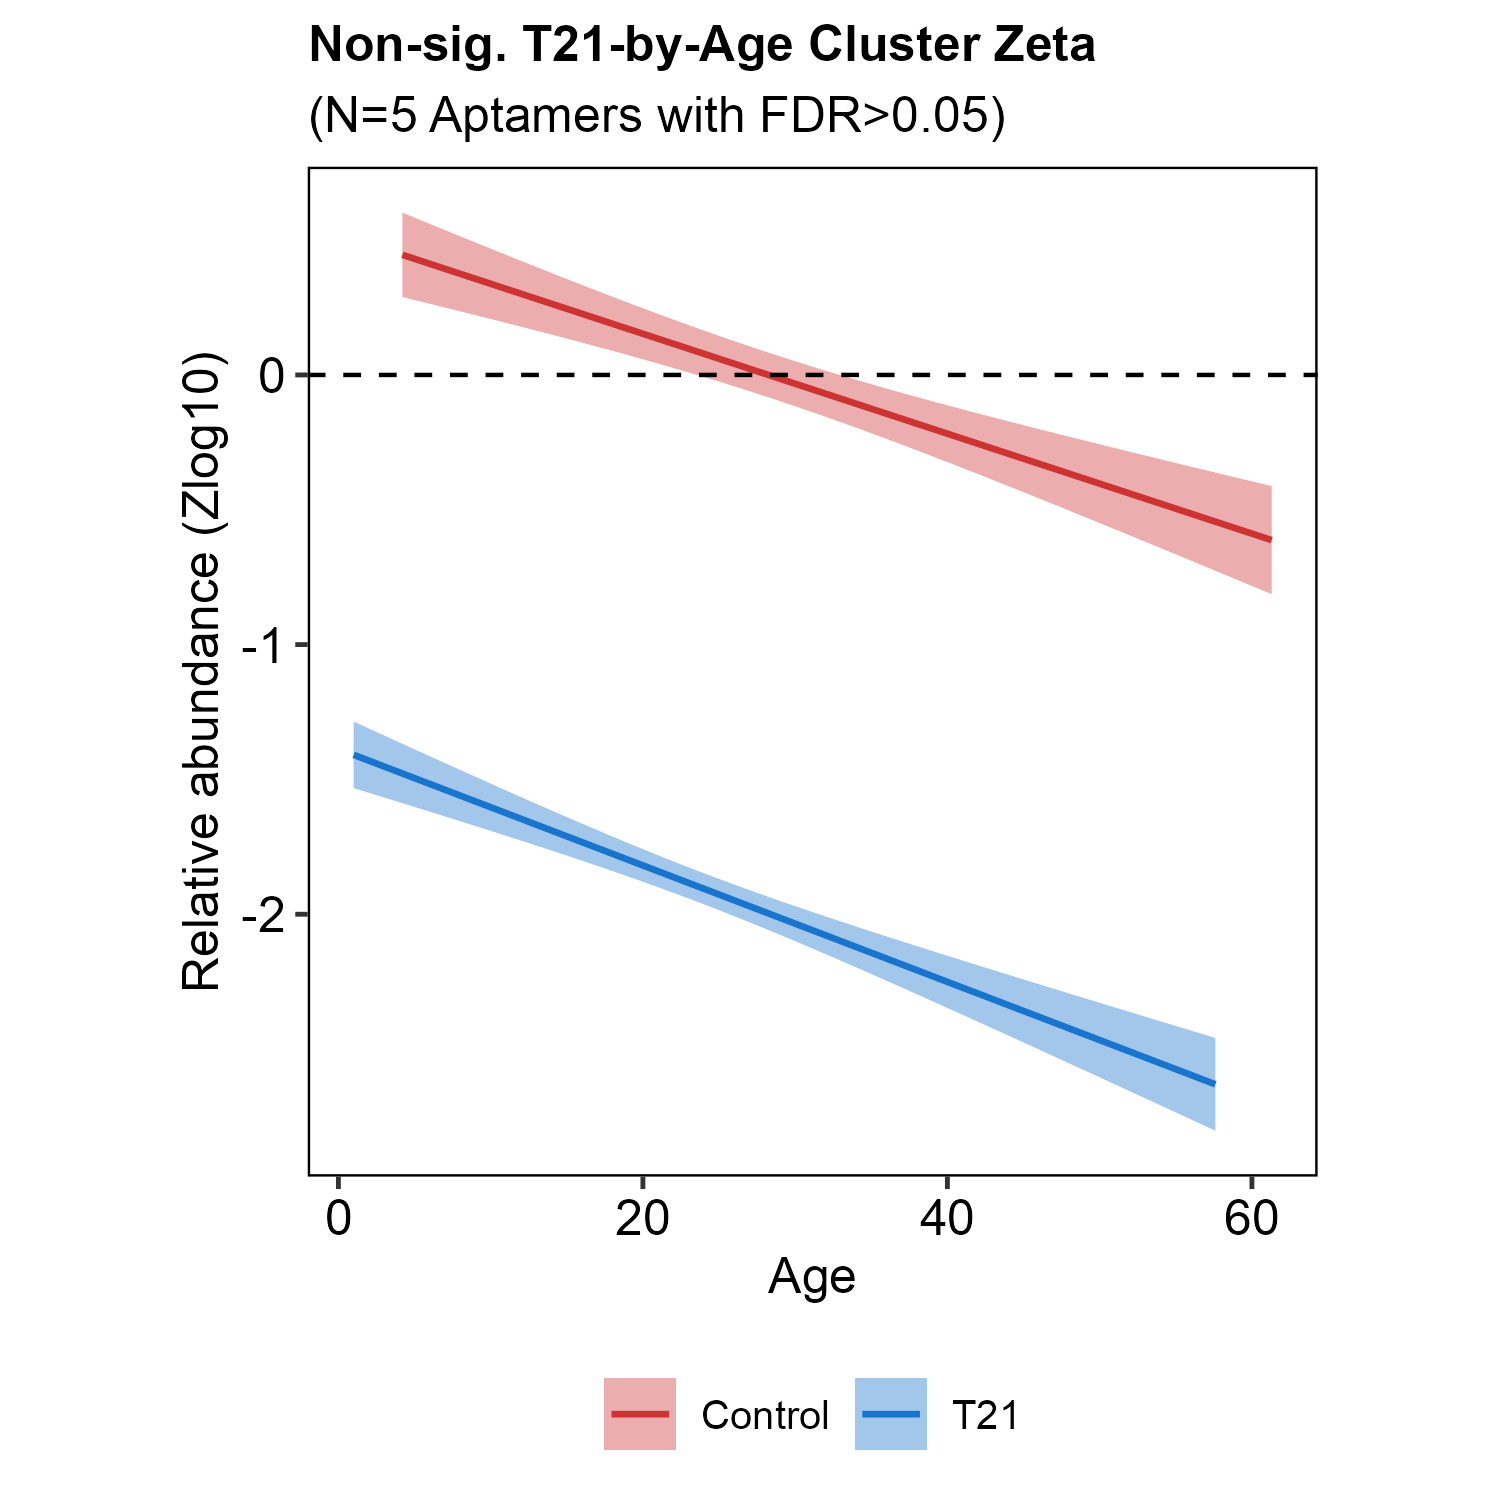 Non-sig. T21-by-Age Cluster Zeta
(N=5 Aptamers with FDR>0.05)
Relative abundance (Zlog10)
0
-1
-2
0 20 40 60
Age
Control T21